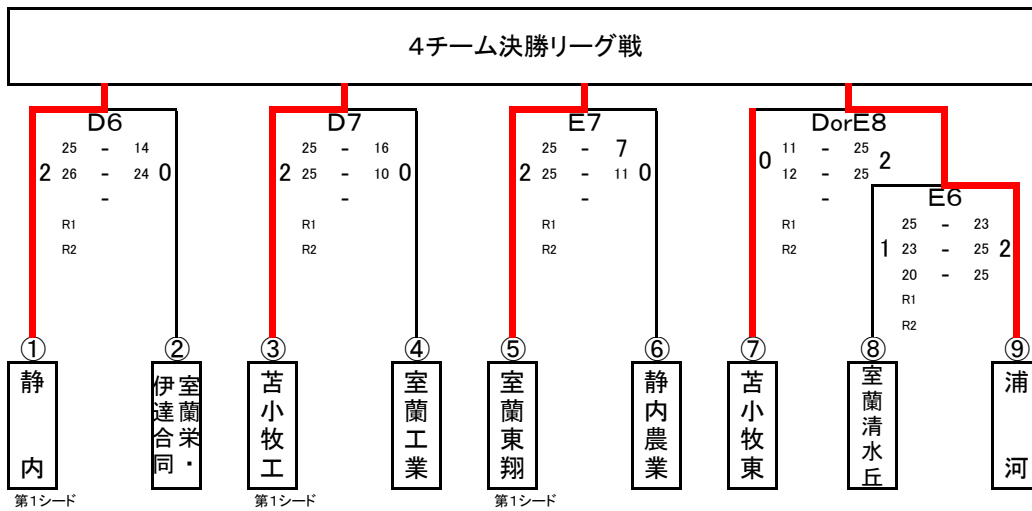 4チーム決勝リーグ戦
D6
25 - 14
2 26 - 24 0
-
R1
R2
D7
25 - 16
2 25 - 10 0
-
R1
R2
E7
25 - 7
2 25 - 11 0
-
R1
R2
DorE8
11 - 25
0 12 - 25 2
-
R1
R2
E6
25 - 23
1 23 - 25 2
20 - 25
R1
R2
①
静内
第1シード
②
室蘭栄・
伊達合同
③
苫小牧工
第1シード
④
室蘭工業
⑤
室蘭東翔
第1シード
⑥
静内農業
⑦
苫小牧東
⑧
室蘭清水丘
⑨
浦河